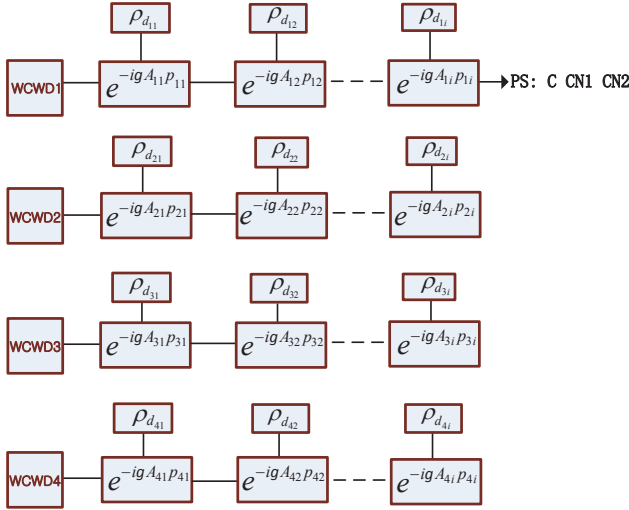 ρ_{d_{11}} ρ_{d_{12}} ρ_{d_{1i}}
WCWD1 e^{-igA_{11}p_{11}} e^{-igA_{12}p_{12}} e^{-igA_{1i}p_{1i}} PS: C CN1 CN2
ρ_{d_{21}} ρ_{d_{22}} ρ_{d_{2i}}
WCWD2 e^{-igA_{21}p_{21}} e^{-igA_{22}p_{22}} e^{-igA_{2i}p_{2i}}
ρ_{d_{31}} ρ_{d_{32}} ρ_{d_{3i}}
WCWD3 e^{-igA_{31}p_{31}} e^{-igA_{32}p_{32}} e^{-igA_{3i}p_{3i}}
ρ_{d_{41}} ρ_{d_{42}} ρ_{d_{4i}}
WCWD4 e^{-igA_{41}p_{41}} e^{-igA_{42}p_{42}} e^{-igA_{4i}p_{4i}}